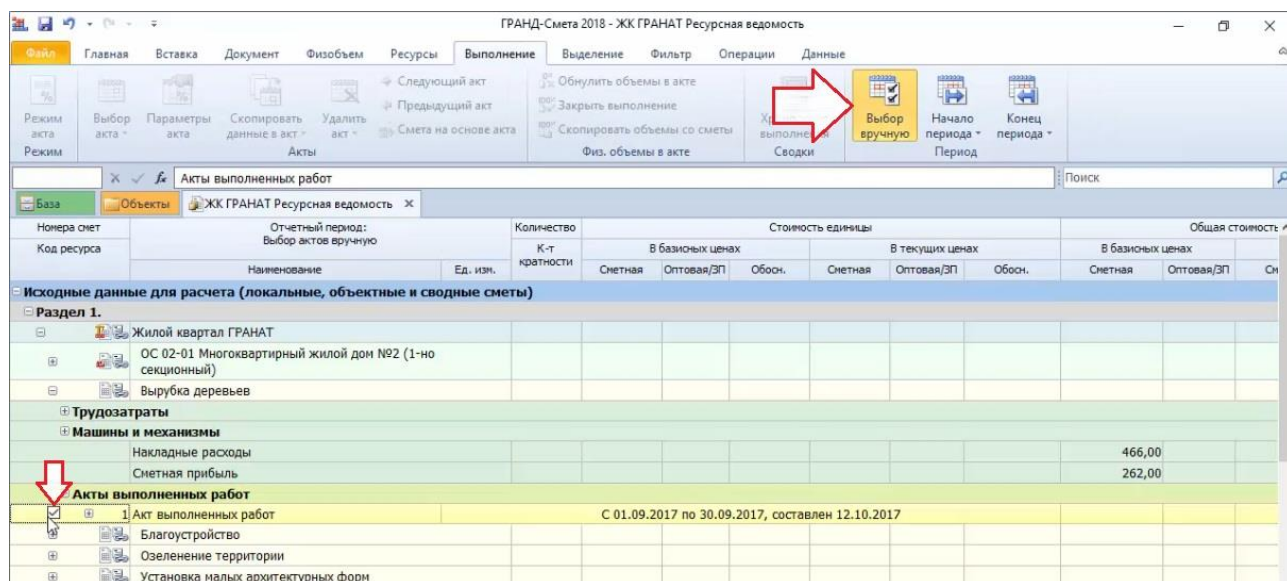 ГРАНД-Смета 2018 - ЖК ГРАНАТ Ресурсная ведомость
Файл Главная Вставка Документ Физобъем Ресурсы Выполнение Выделение Фильтр Операции Данные
Режим акта
Выбор акта
Параметры акта
Скопировать данные в акт
Удалить акт
Следующий акт
Предыдущий акт
Смета на основе акта
Обнулить объемы в акте
Закрыть выполнение
Скопировать объемы со сметы
выполнений
Выбор вручную
Начало периода
Конец периода
Режим Акты Физ. объемы в акте Сводки Период
fx Акты выполненных работ Поиск
База Объекты ЖК ГРАНАТ Ресурсная ведомость
Номера смет Отчетный период: Количество Стоимость единицы Общая стоимость
Код ресурса Выбор актов вручную К-т кратности В базисных ценах В текущих ценах В базисных ценах
Наименование Ед. изм. Сметная Оптовая/ЗП Обосн. Сметная Оптовая/ЗП Обосн. Сметная Оптовая/ЗП
Исходные данные для расчета (локальные, объектные и сводные сметы)
Раздел 1.
Жилой квартал ГРАНАТ
ОС 02-01 Многоквартирный жилой дом №2 (1-но
секционный)
Вырубка деревьев
Трудозатраты
Машины и механизмы
Накладные расходы 466,00
Сметная прибыль 262,00
Акты выполненных работ
1 Акт выполненных работ С 01.09.2017 по 30.09.2017, составлен 12.10.2017
Благоустройство
Озеленение территории
Установка малых архитектурных форм